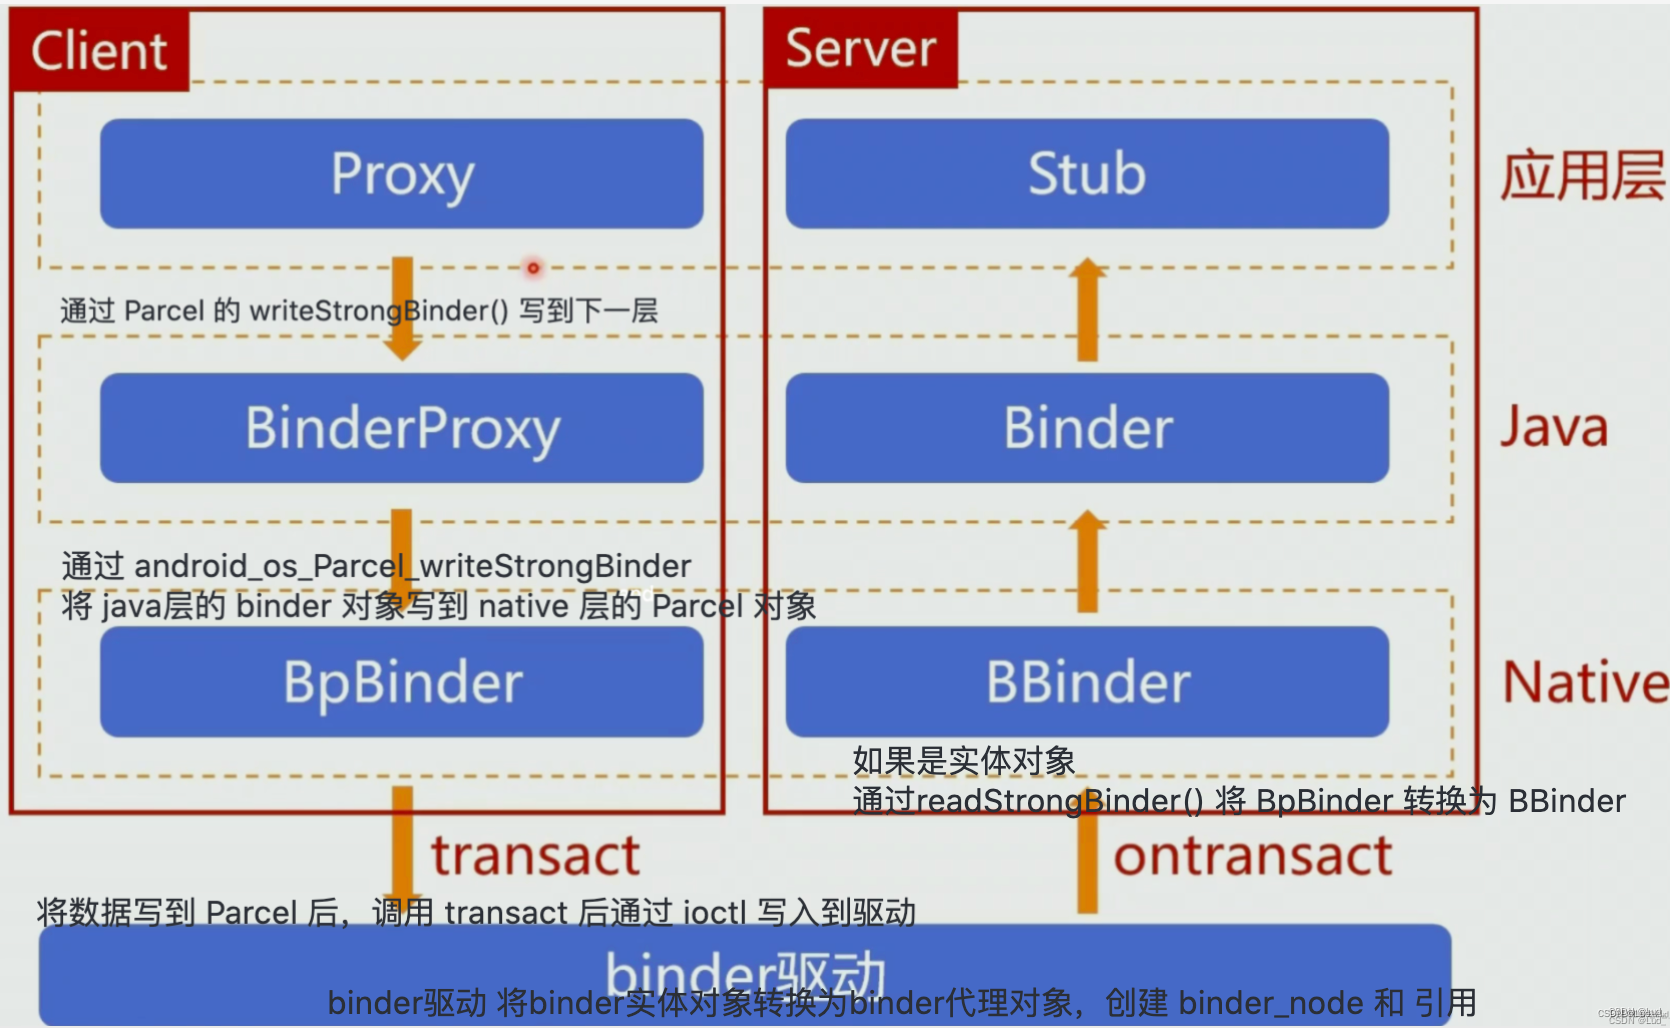 Client
Server
Proxy
Stub
应用层
通过 Parcel 的 writeStrongBinder() 写到下一层
BinderProxy
Binder
Java
通过 android_os_Parcel_writeStrongBinder
将 java层的 binder 对象写到 native 层的 Parcel 对象
BpBinder
BBinder
Native
如果是实体对象
通过readStrongBinder() 将 BpBinder 转换为 BBinder
transact
ontransact
将数据写到 Parcel 后，调用 transact 后通过 ioctl 写入到驱动
binder驱动
binder驱动 将binder实体对象转换为binder代理对象，创建 binder_node 和 引用